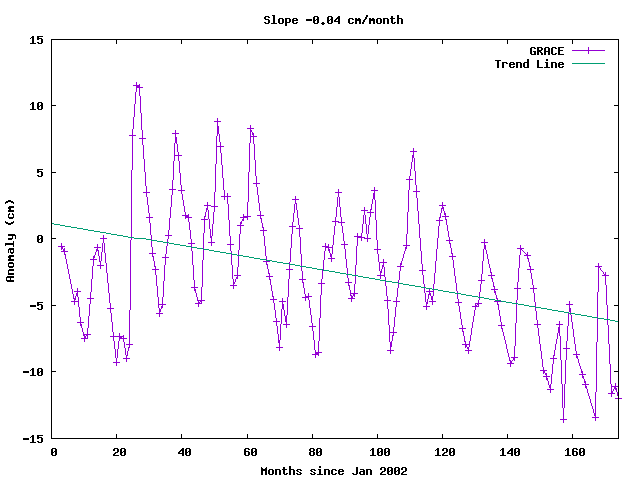 Slope -0.04 cm/month
GRACE
Trend Line
15
10
5
0
-5
-10
-15
Anomaly (cm)
0 20 40 60 80 100 120 140 160
Months since Jan 2002